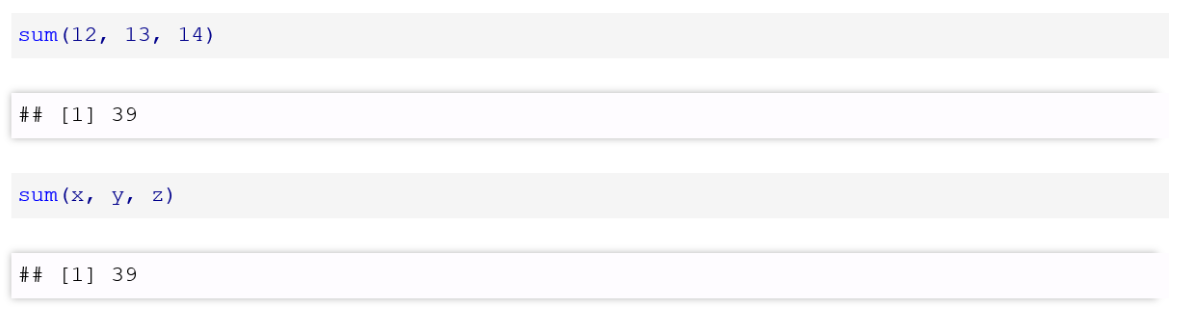 sum(12, 13, 14)
## [1] 39
sum(x, y, z)
## [1] 39